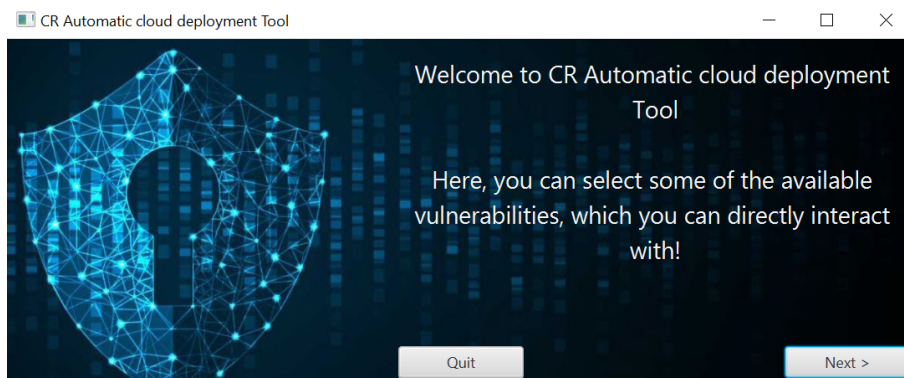 CR Automatic cloud deployment Tool
Welcome to CR Automatic cloud deployment
Tool
Here, you can select some of the available
vulnerabilities, which you can directly interact
with!
Quit
Next >